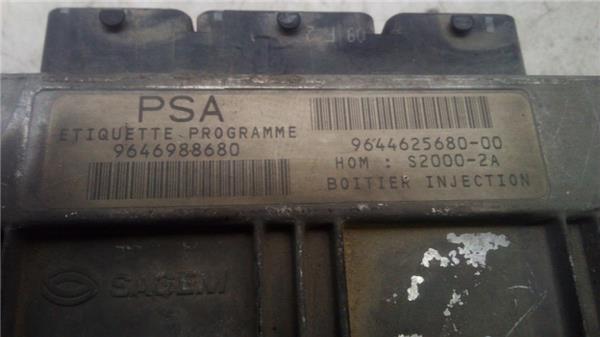 PSA
ETIQUETTE PROGRAMME
9646988680
9644625680-00
HOM : S2000-2A
BOITIER INJECTION
SAGEM